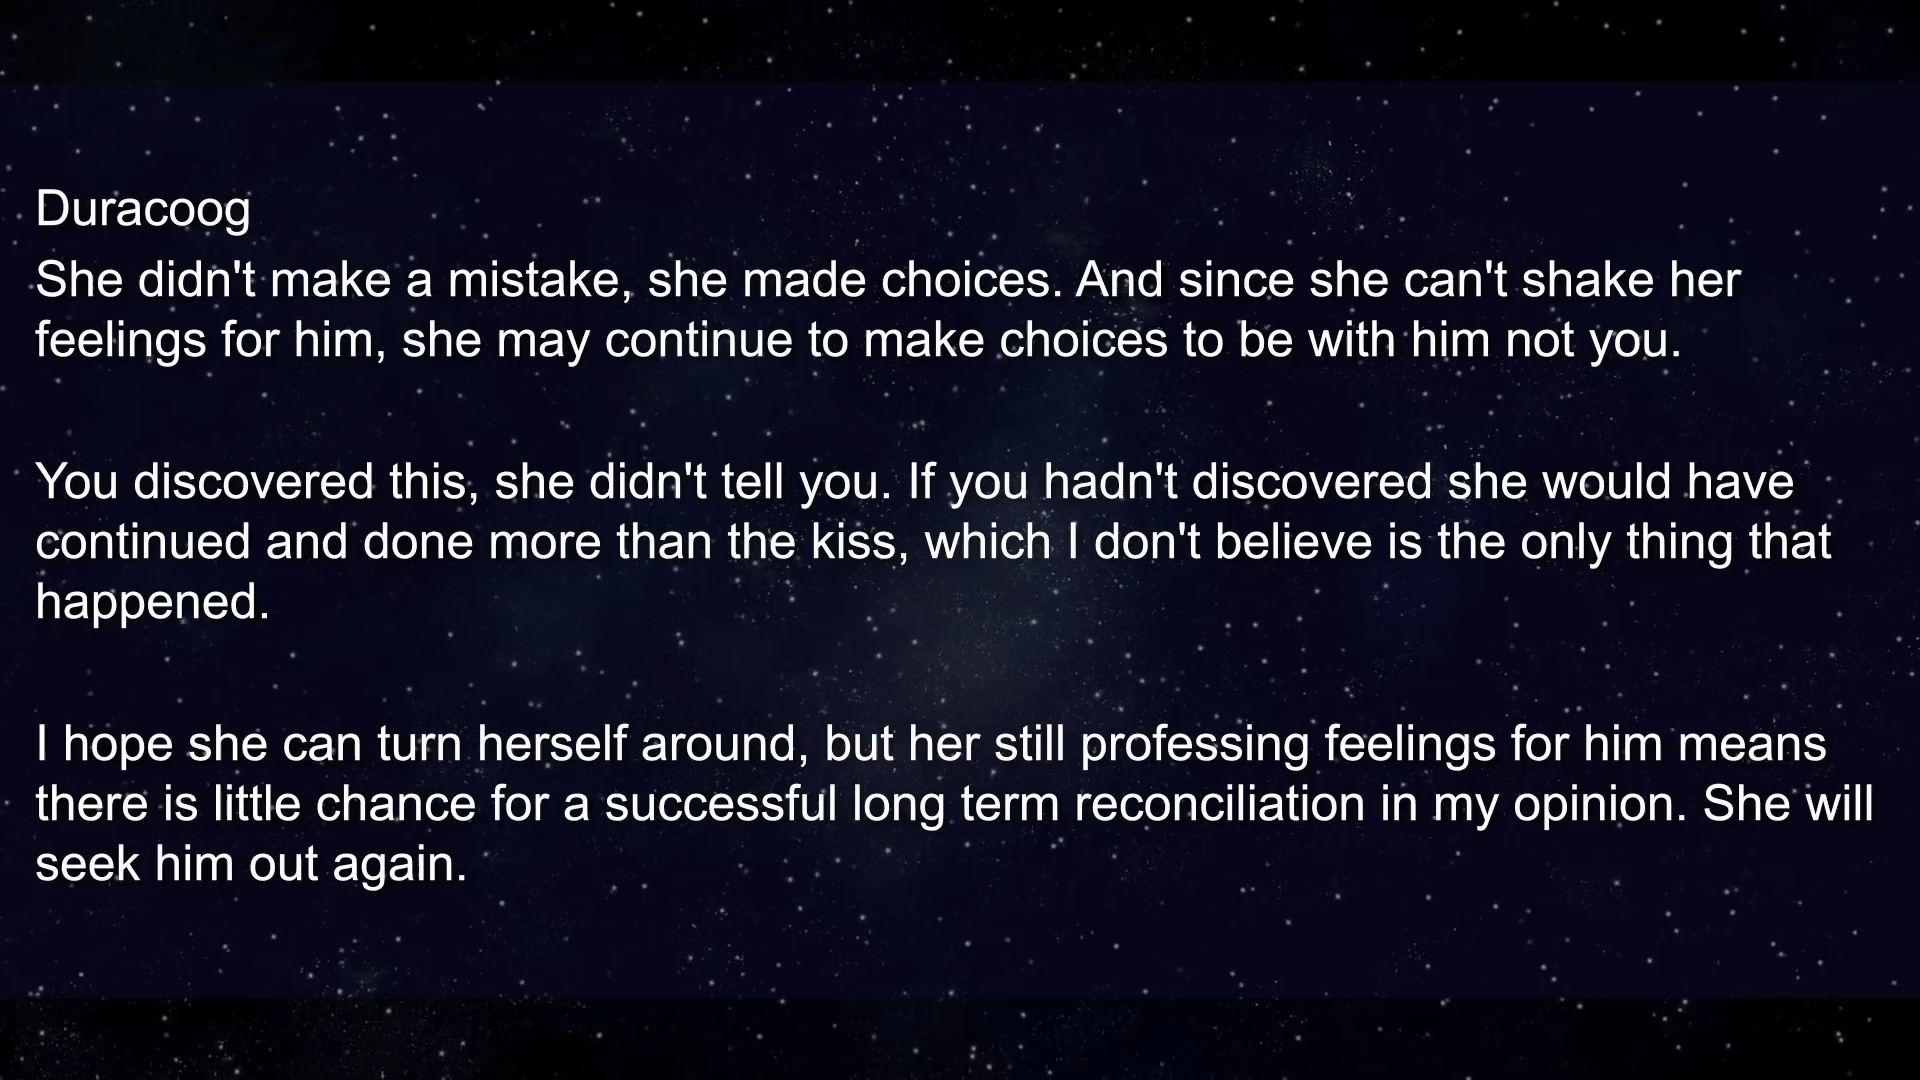 Duracoog
She didn't make a mistake, she made choices. And since she can't shake her
feelings for him, she may continue to make choices to be with him not you.
You discovered this, she didn't tell you. If you hadn't discovered she would have
continued and done more than the kiss, which I don't believe is the only thing that
happened.
I hope she can turn herself around, but her still professing feelings for him means
there is little chance for a successful long term reconciliation in my opinion. She will
seek him out again.